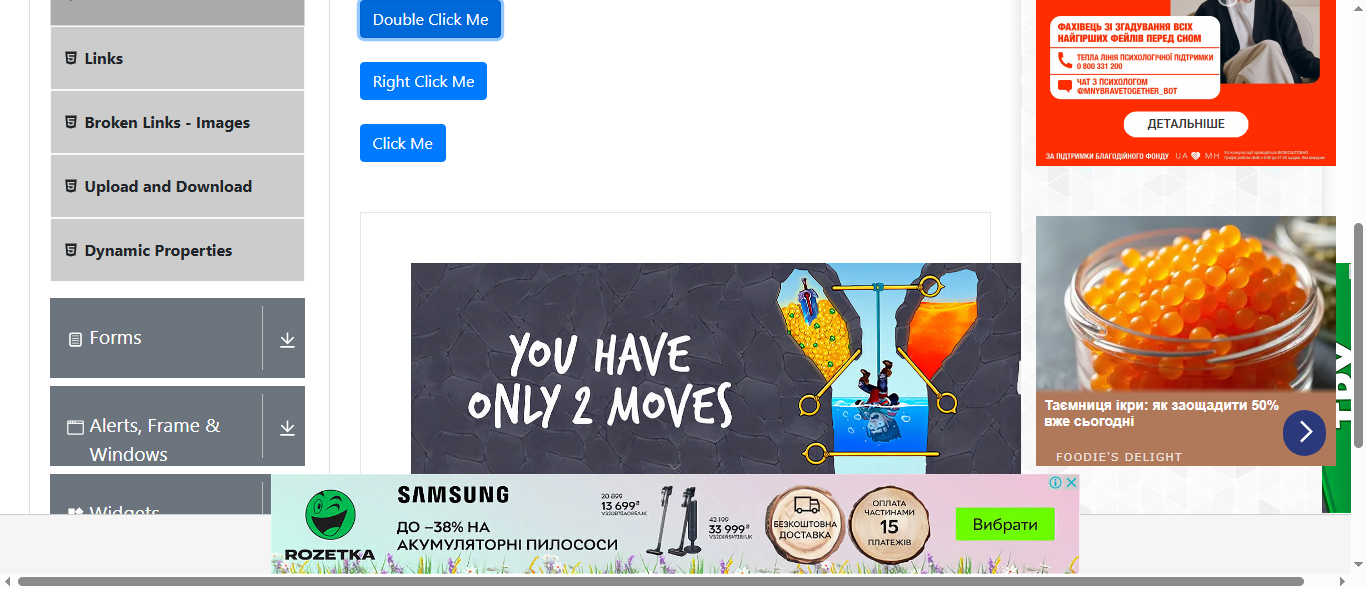 Double Click Me
Links
Right Click Me
Broken Links - Images
Click Me
Upload and Download
Dynamic Properties
Forms
Alerts, Frame &
Windows
Widgets
ФАХІВЕЦЬ ЗІ ЗГАДУВАННЯ ВСІХ
НАЙГІРШИХ ФЕЙЛІВ ПЕРЕД СНОМ
ТЕПЛА ЛІНІЯ ПСИХОЛОГІЧНОЇ ПІДТРИМКИ
0 800 331 200
ЧАТ З ПСИХОЛОГОМ
@MNYBRAVETOGETHER_BOT
ДЕТАЛЬНІШЕ
ЗА ПІДТРИМКИ БЛАГОДІЙНОГО ФОНДУ UA MH
YOU HAVE
ONLY 2 MOVES
Таємниця ікри: як заощадити 50%
вже сьогодні
FOODIE'S DELIGHT
ROZETKA
SAMSUNG
ДО –38% НА
АКУМУЛЯТОРНІ ПИЛОСОСИ
20 899
13 699₴
42 199
33 999₴
БЕЗКОШТОВНА
ДОСТАВКА
ОПЛАТА
ЧАСТИНАМИ
15
ПЛАТЕЖІВ
Вибрати